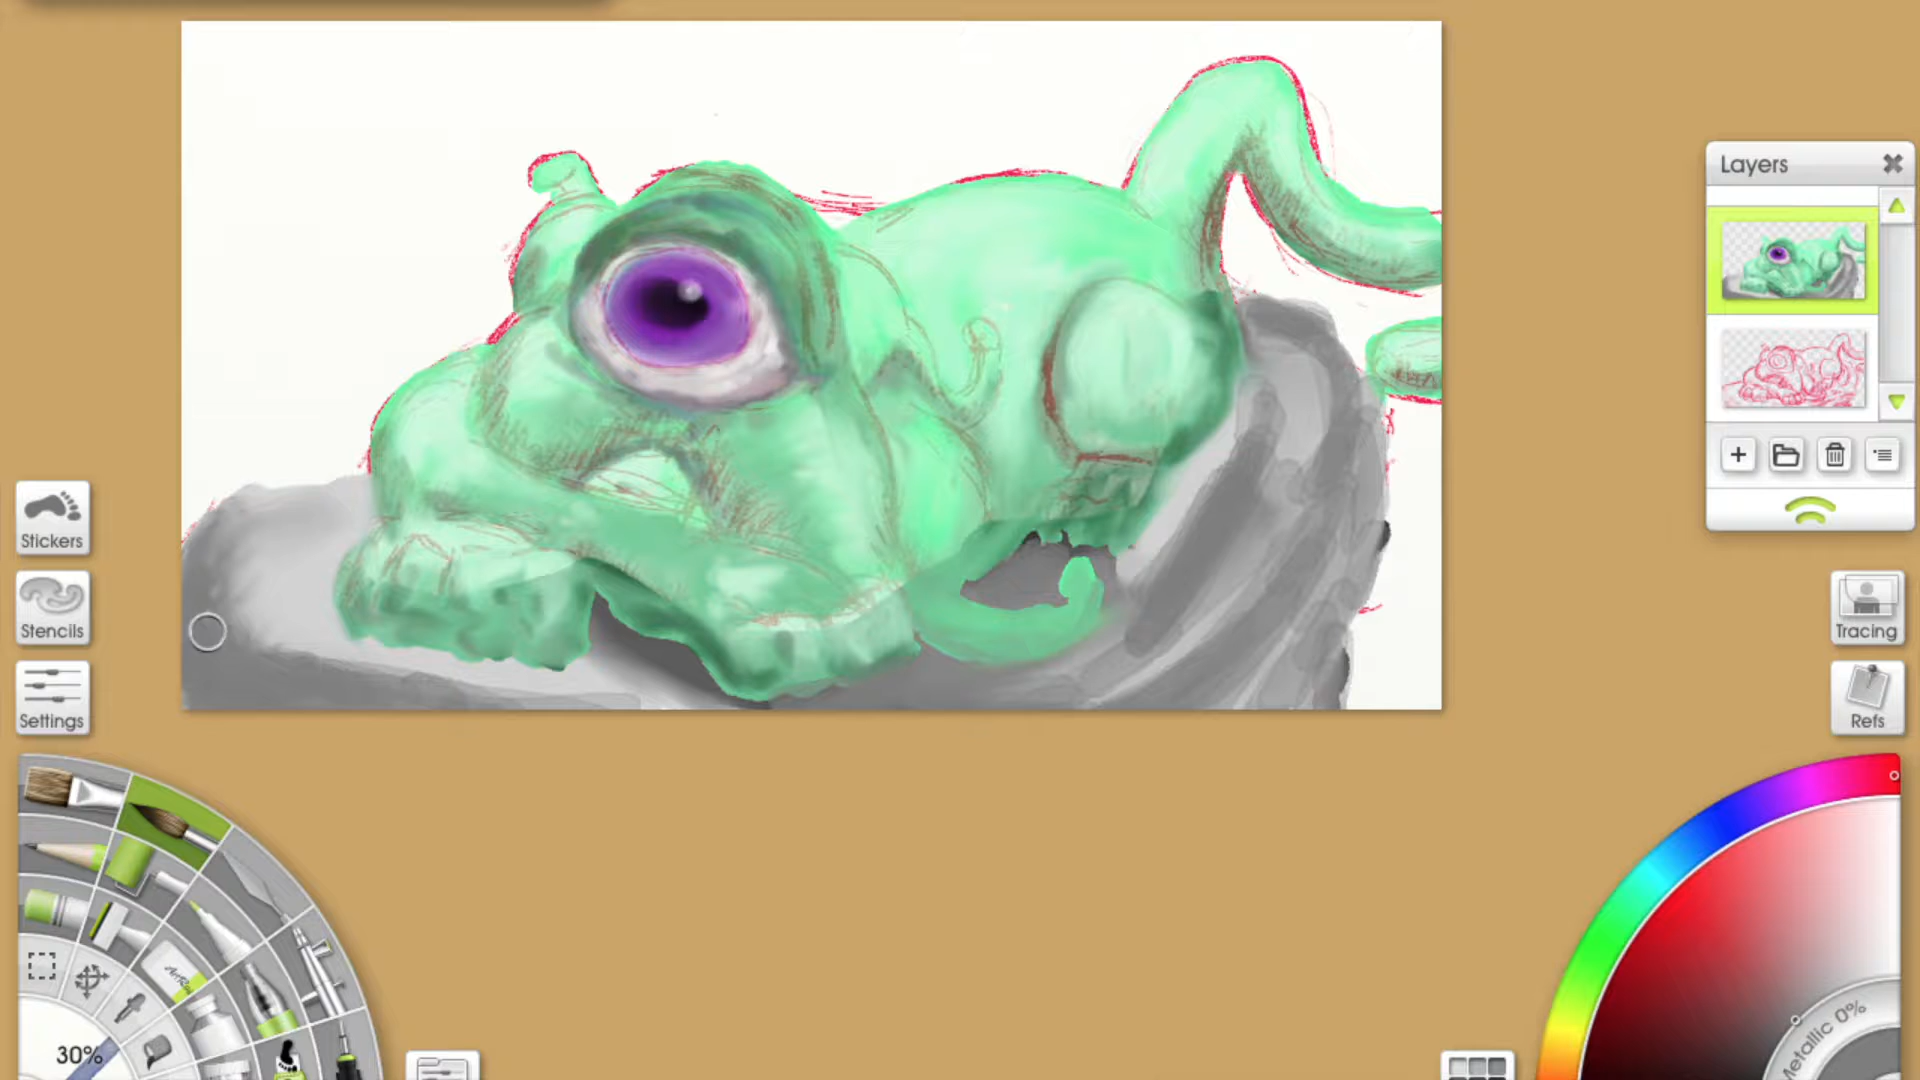 Layers
Stickers
Stencils
Settings
Tracing
Refs
30%
Metallic 0%